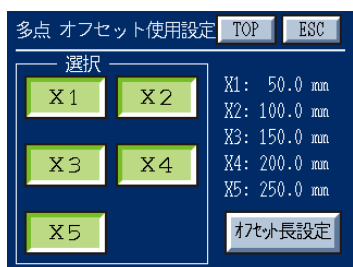 多点 オフセット使用設定 TOP ESC
選択
X1 X2
X3 X4
X5
X1: 50.0 mm
X2: 100.0 mm
X3: 150.0 mm
X4: 200.0 mm
X5: 250.0 mm
ｵﾌｾｯﾄ長設定